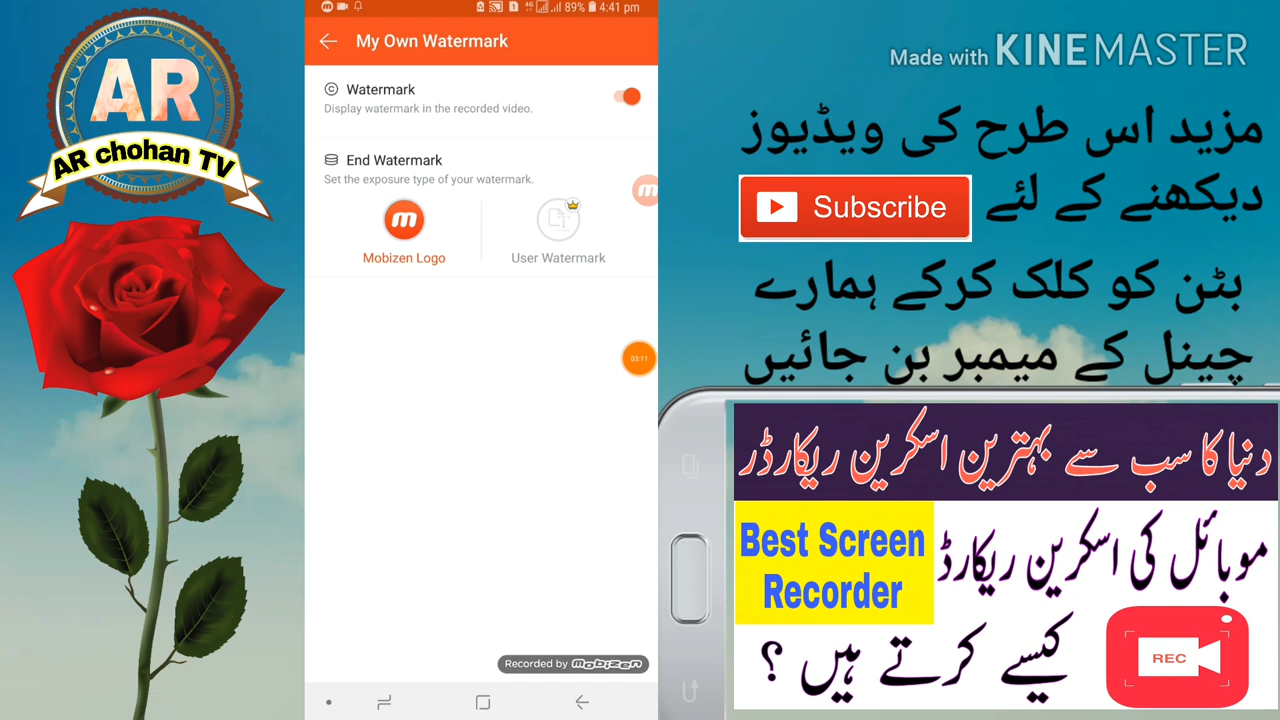 AR
AR chohan TV
89% 4:41 pm
My Own Watermark
Watermark
Display watermark in the recorded video.
End Watermark
Set the exposure type of your watermark.
Mobizen Logo
User Watermark
03:11
Recorded by mobizen
Made with KINEMASTER
مزید اس طرح کی ویڈیوز
دیکھنے کے لئے Subscribe
بٹن کو کلک کرکے ہمارے
چینل کے میمبر بن جائیں
دنیا کا سب سے بہترین اسکرین ریکارڈر
موبائل کی اسکرین ریکارڈ
Best Screen
Recorder
کیسے کرتے ہیں ؟
REC